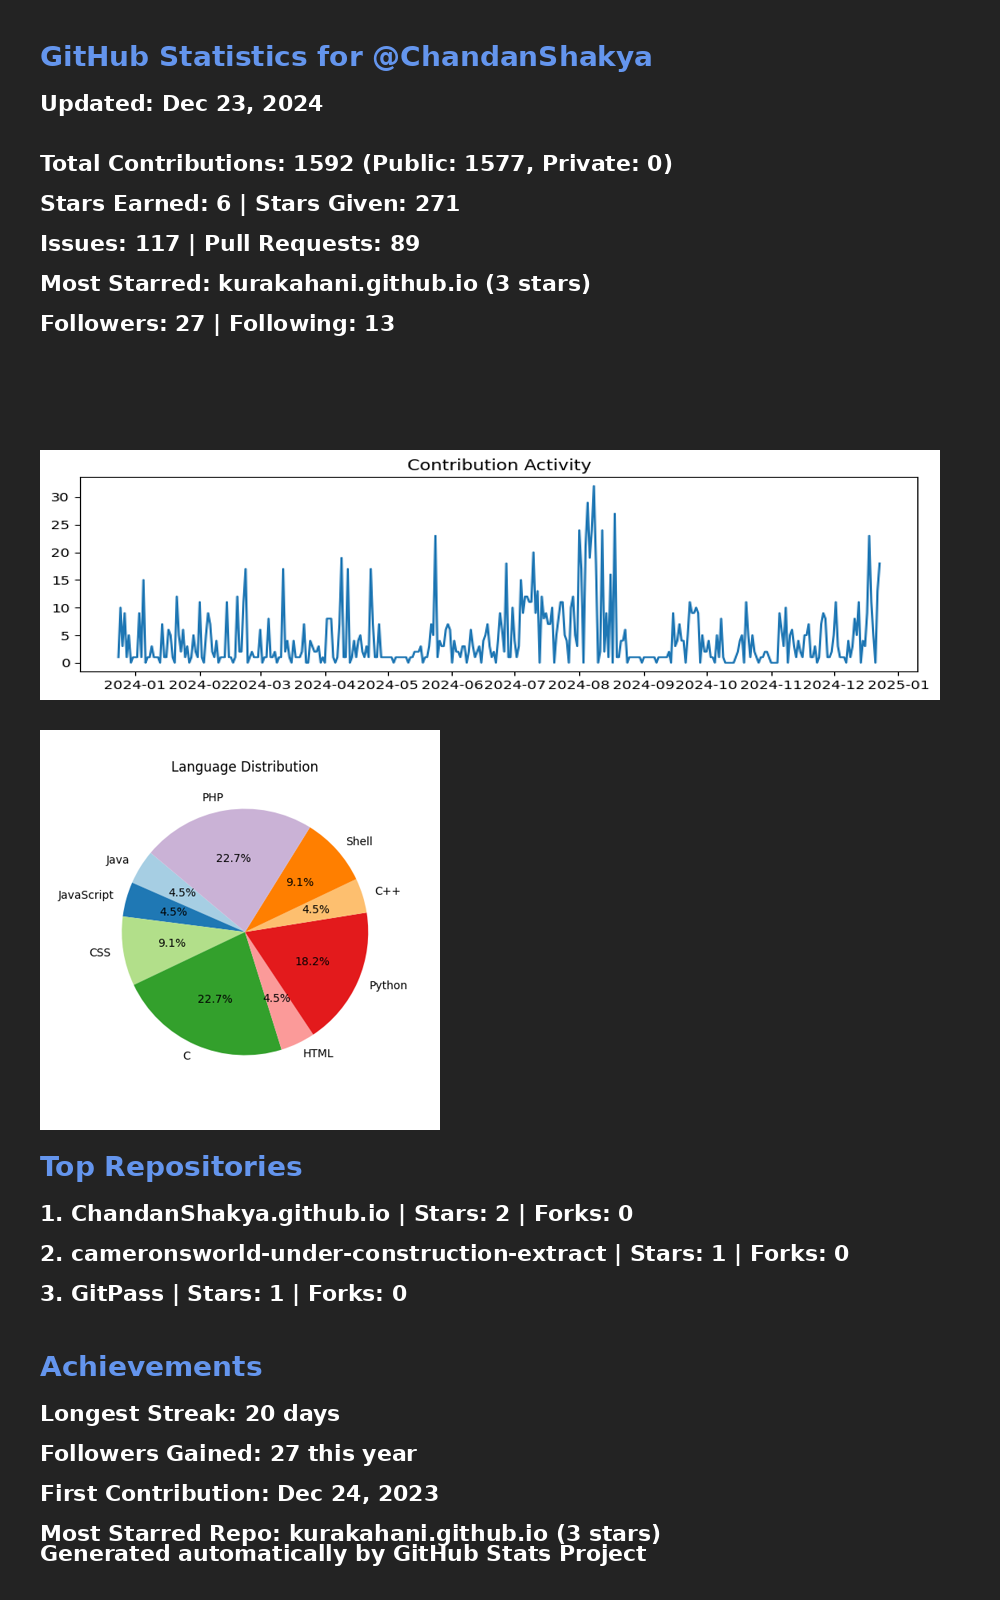 GitHub Statistics for @ChandanShakya
Updated: Dec 23, 2024
Total Contributions: 1592 (Public: 1577, Private: 0)
Stars Earned: 6 | Stars Given: 271
Issues: 117 | Pull Requests: 89
Most Starred: kurakahani.github.io (3 stars)
Followers: 27 | Following: 13
Contribution Activity
30
25
20
15
10
5
0
2024-01 2024-02 2024-03 2024-04 2024-05 2024-06 2024-07 2024-08 2024-09 2024-10 2024-11 2024-12 2025-01
Language Distribution
PHP
22.7%
Shell
9.1%
Java
4.5%
C++
4.5%
JavaScript
4.5%
CSS
9.1%
Python
18.2%
C
22.7%
HTML
4.5%
Top Repositories
1. ChandanShakya.github.io | Stars: 2 | Forks: 0
2. cameronsworld-under-construction-extract | Stars: 1 | Forks: 0
3. GitPass | Stars: 1 | Forks: 0
Achievements
Longest Streak: 20 days
Followers Gained: 27 this year
First Contribution: Dec 24, 2023
Most Starred Repo: kurakahani.github.io (3 stars)
Generated automatically by GitHub Stats Project